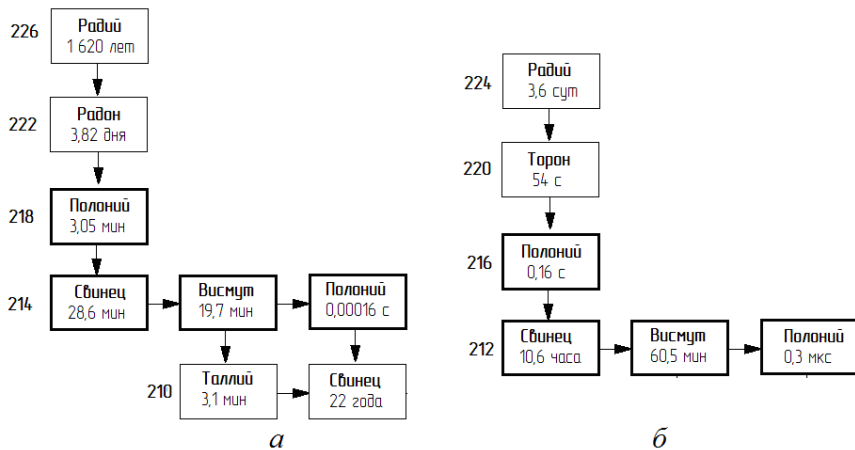 226
Радий
1 620 лет
222
Радон
3,82 дня
218
Полоний
3,05 мин
214
Свинец
28,6 мин
Висмут
19,7 мин
Полоний
0,00016 с
210
Таллий
3,1 мин
Свинец
22 года
а
224
Радий
3,6 сут
220
Торон
54 с
216
Полоний
0,16 с
212
Свинец
10,6 часа
Висмут
60,5 мин
Полоний
0,3 мкс
б